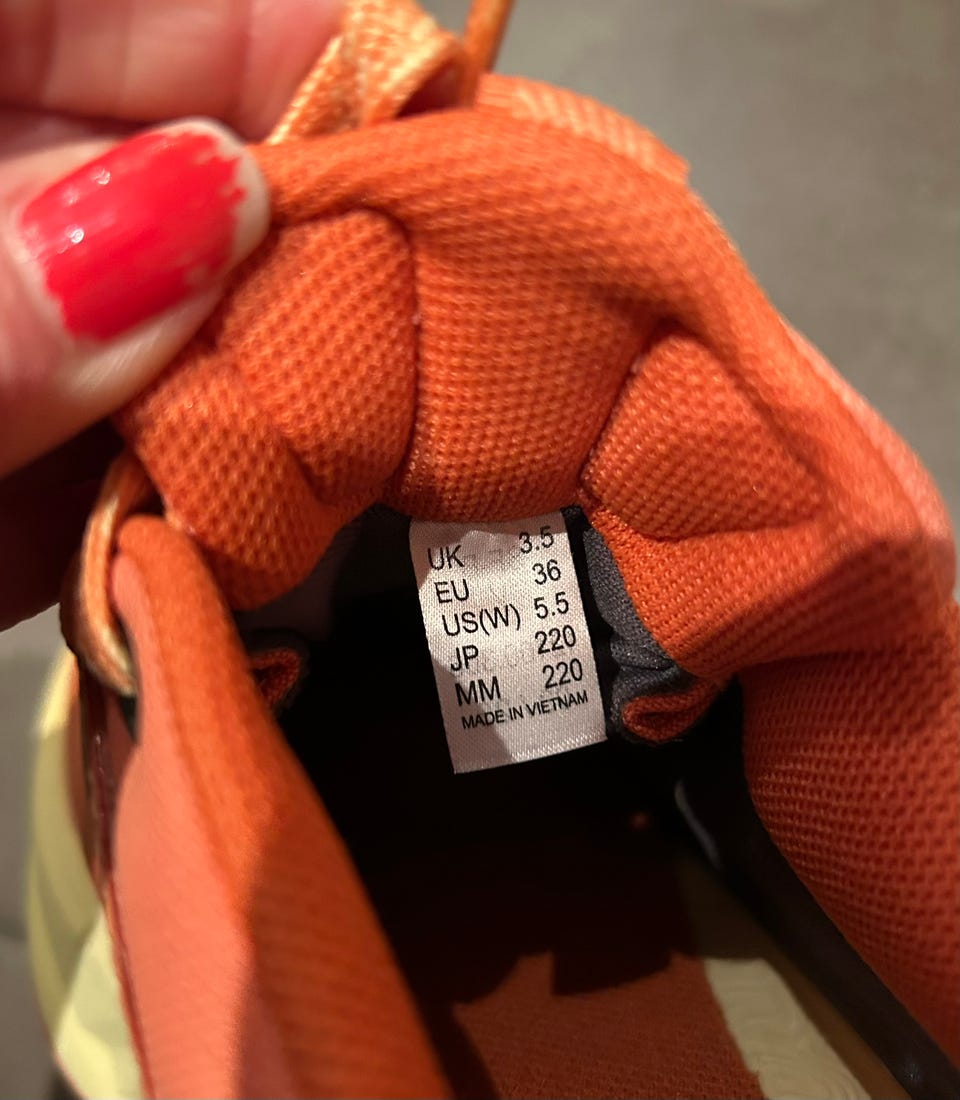 UK 3.5
EU 36
US(W) 5.5
JP 220
MM 220
MADE IN VIETNAM